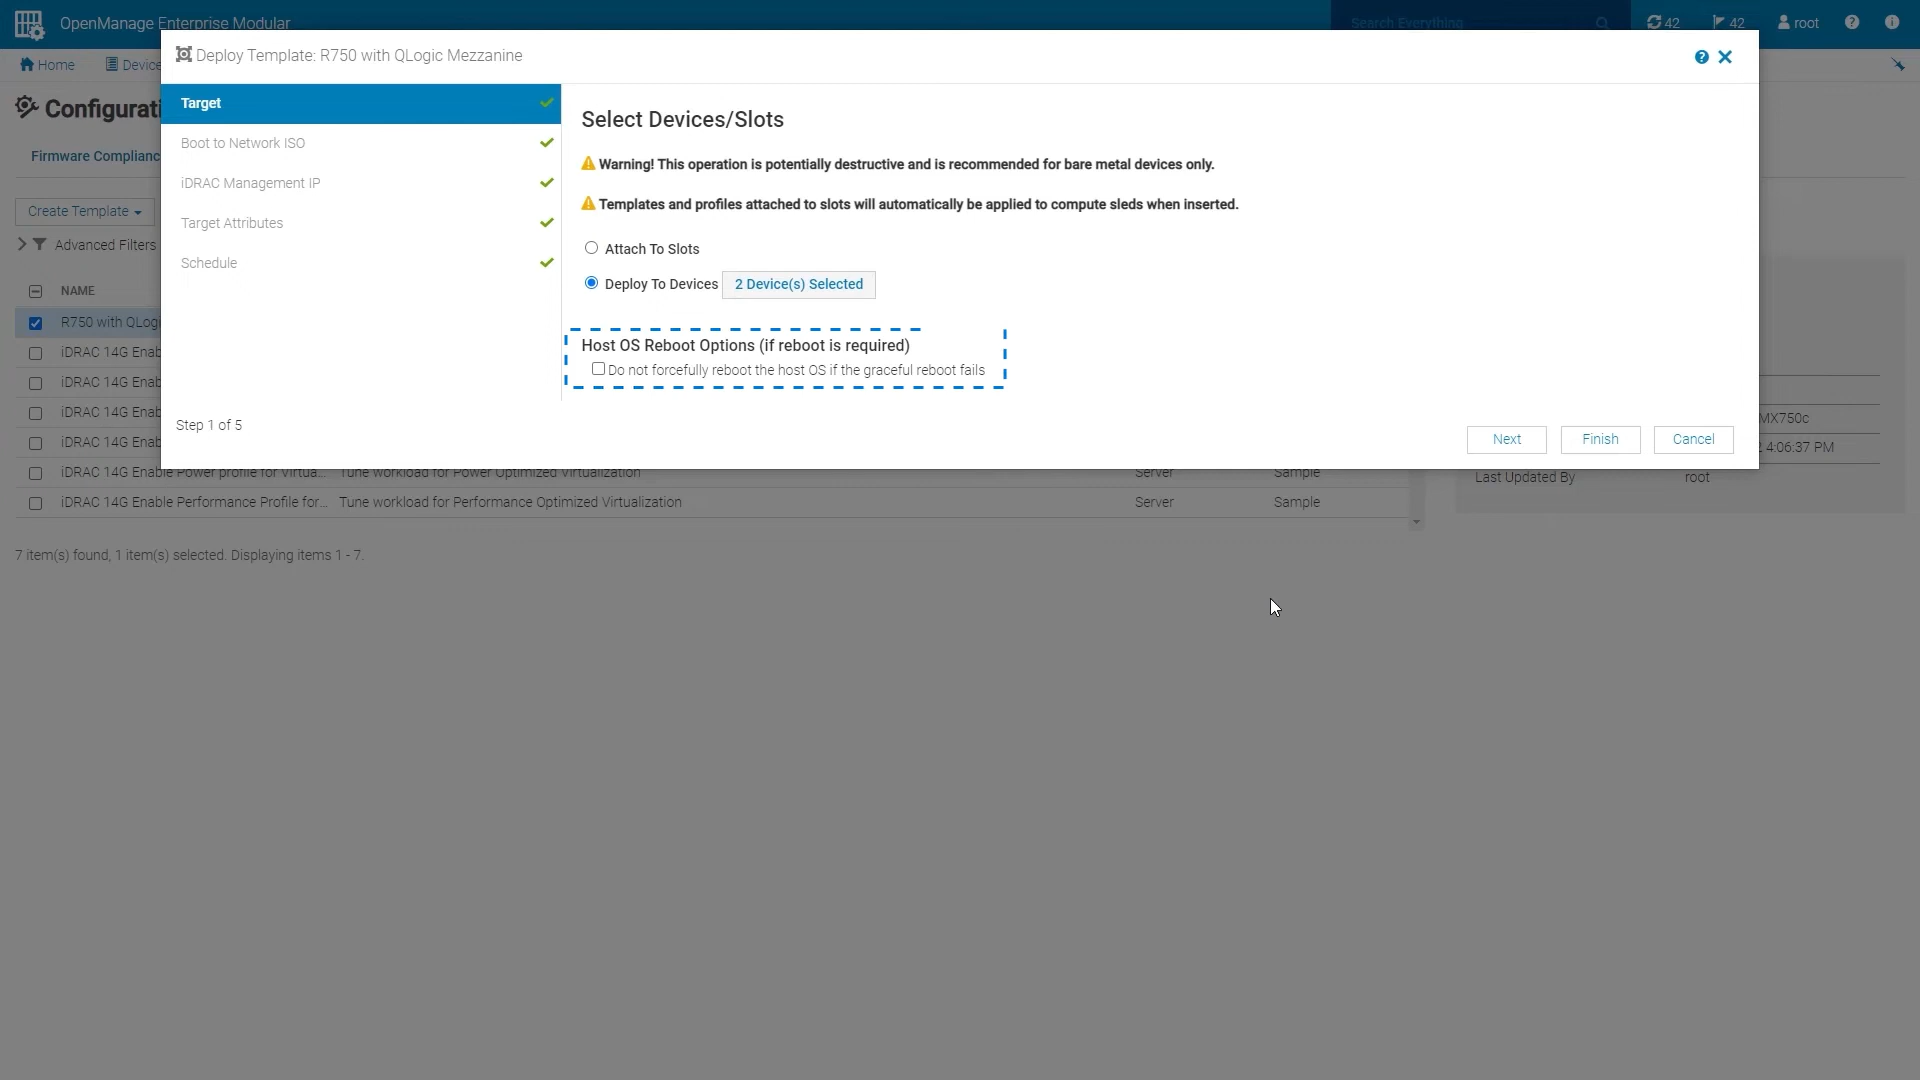 OpenManage Enterprise Modular
Search Everything
42
42
root
Deploy Template: R750 with QLogic Mezzanine
Home
Device
Configurati
Target
Boot to Network ISO
iDRAC Management IP
Target Attributes
Schedule
Select Devices/Slots
Warning! This operation is potentially destructive and is recommended for bare metal devices only.
Templates and profiles attached to slots will automatically be applied to compute sleds when inserted.
Attach To Slots
Deploy To Devices 2 Device(s) Selected
Host OS Reboot Options (if reboot is required)
Do not forcefully reboot the host OS if the graceful reboot fails
Step 1 of 5
Next
Finish
Cancel
Firmware Complianc
Create Template
Advanced Filters
NAME
R750 with QLogi
iDRAC 14G Enab
iDRAC 14G Enab
iDRAC 14G Enab
iDRAC 14G Enab
iDRAC 14G Enable Power profile for Virtua... Tune workload for Power Optimized Virtualization Server Sample
iDRAC 14G Enable Performance Profile for... Tune workload for Performance Optimized Virtualization Server Sample
7 item(s) found, 1 item(s) selected. Displaying items 1 - 7.
MX750c
4:06:37 PM
Last Updated By root